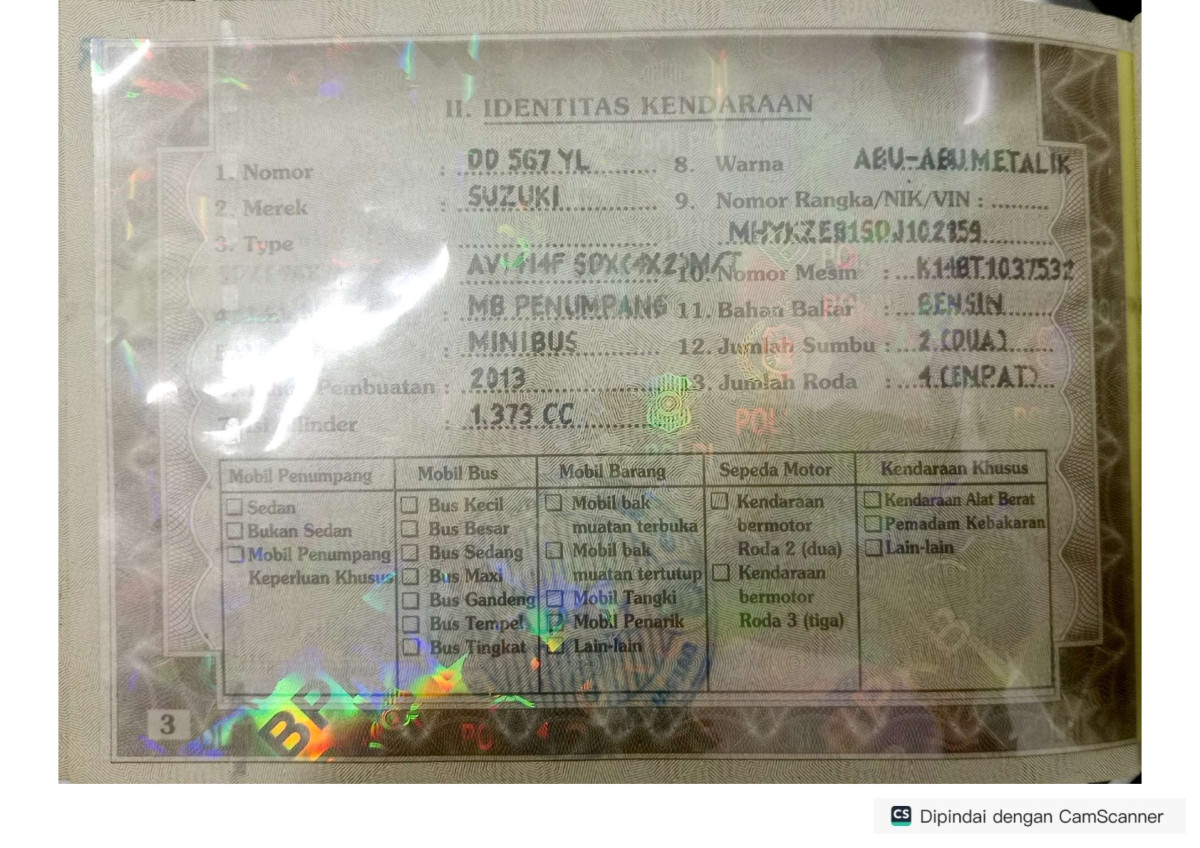 II. IDENTITAS KENDARAAN
1. Nomor : DD 567 YL
2. Merek : SUZUKI
3. Type
SDX(4X2)M/T
: MB PENUMPANG
: MINIBUS
Pembuatan : 2013
: 1.373 CC
8. Warna ABU-ABU METALIK
9. Nomor Rangka/NIK/VIN :
10. Nomor Mesin :
11. Bahan Bakar : BENSIN
12. Jumlah Sumbu : 2 (DUA)
13. Jumlah Roda : 4 (EMPAT)
Mobil Penumpang
Sedan
Bukan Sedan
Mobil Penumpang
Keperluan Khusus
Mobil Bus
Bus Kecil
Bus Besar
Bus Sedang
Bus Maxi
Bus Gandeng
Bus Tempel
Bus Tingkat
Mobil Barang
Mobil bak
muatan terbuka
Mobil bak
muatan tertutup
Mobil Tangki
Mobil Penarik
Lain-lain
Sepeda Motor
Kendaraan
bermotor
Roda 2 (dua)
Kendaraan
bermotor
Roda 3 (tiga)
Kendaraan Khusus
Kendaraan Alat Berat
Pemadam Kebakaran
Lain-lain
3
CS Dipindai dengan CamScanner